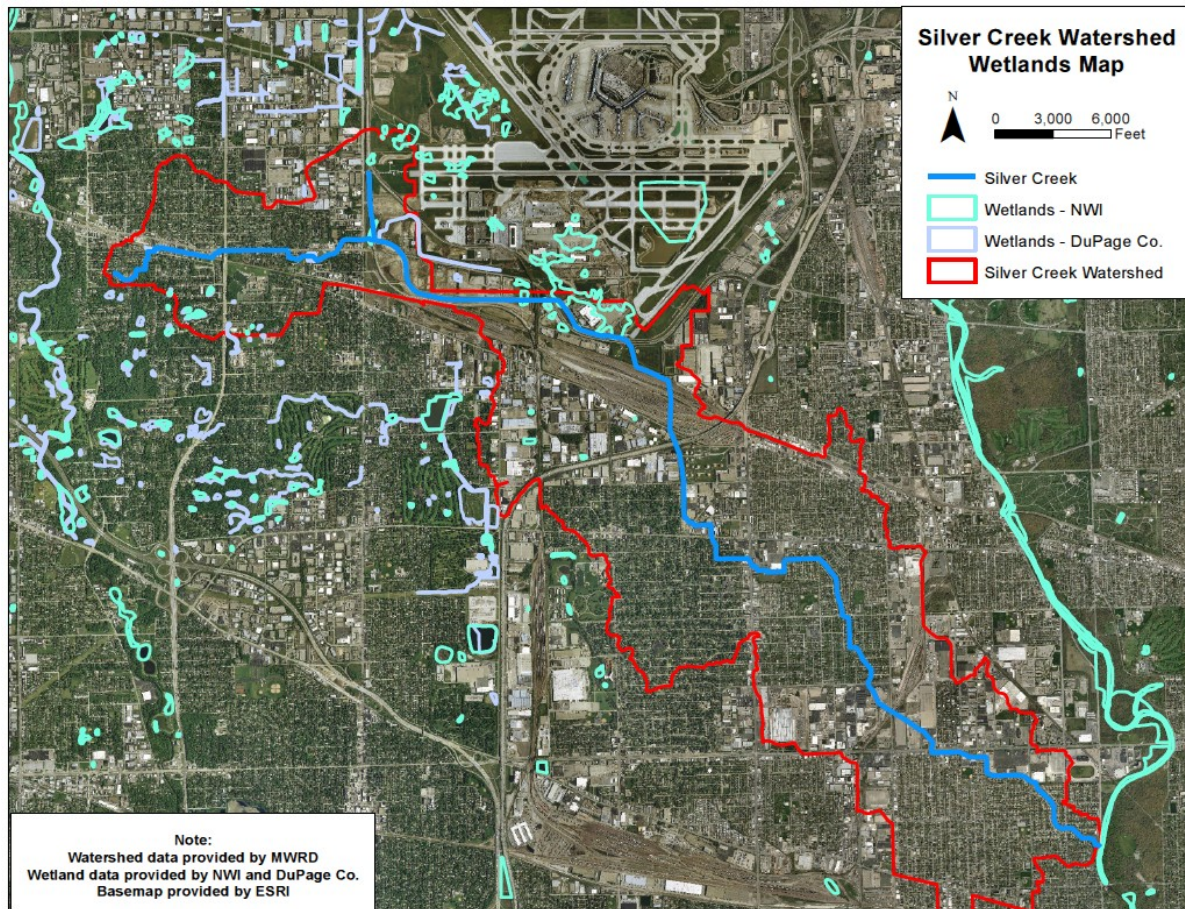 Silver Creek Watershed
Wetlands Map
N
0 3,000 6,000
Feet
Silver Creek
Wetlands - NWI
Wetlands - DuPage Co.
Silver Creek Watershed
Note:
Watershed data provided by MWRD
Wetland data provided by NWI and DuPage Co.
Basemap provided by ESRI